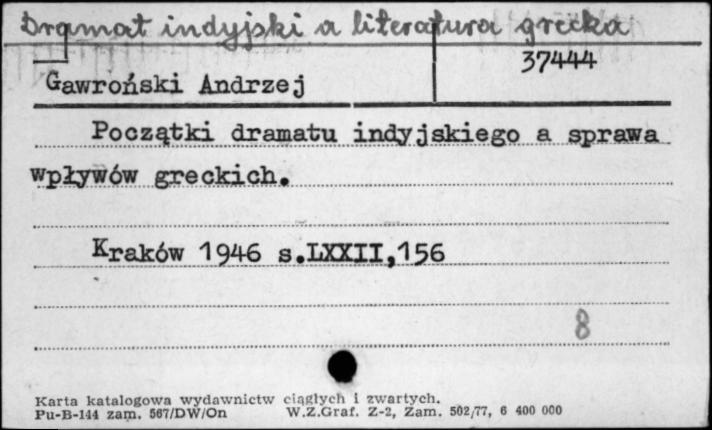 Dramat indyjski a literatura grecka
37444
Gawroński Andrzej
Początki dramatu indyjskiego a sprawa
wpływów greckich.
Kraków 1946 s.LXXII,156
8
Karta katalogowa wydawnictw ciągłych i zwartych.
Pu-B-144 zam. 567/DW/On W.Z.Graf. Z-2, Zam. 502/77, 6 400 000